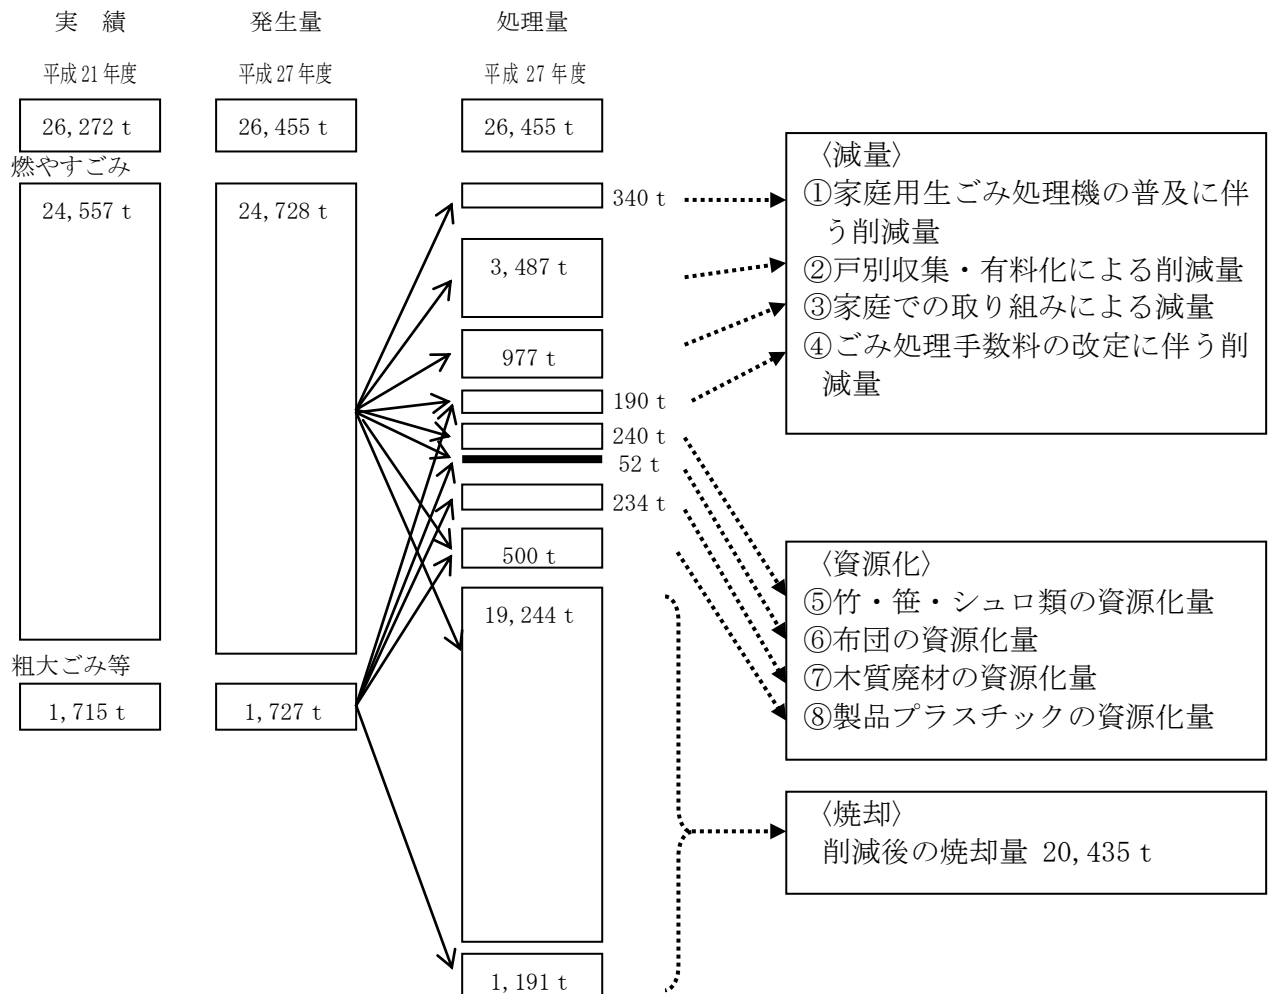 実　績
発生量
処理量
平成21年度
平成27年度
平成 27 年度
26,272 t
26,455 t
26,455 t
燃やすごみ
24,557 t
24,728 t
340 t
3,487 t
977 t
190 t
240 t
52 t
234 t
500 t
19,244 t
粗大ごみ等
1,715 t
1,727 t
1,191 t
〈減量〉
①家庭用生ごみ処理機の普及に伴
う削減量
②戸別収集・有料化による削減量
③家庭での取り組みによる減量
④ごみ処理手数料の改定に伴う削
減量
〈資源化〉
⑤竹・笹・シュロ類の資源化量
⑥布団の資源化量
⑦木質廃材の資源化量
⑧製品プラスチックの資源化量
〈焼却〉
削減後の焼却量 20,435 t